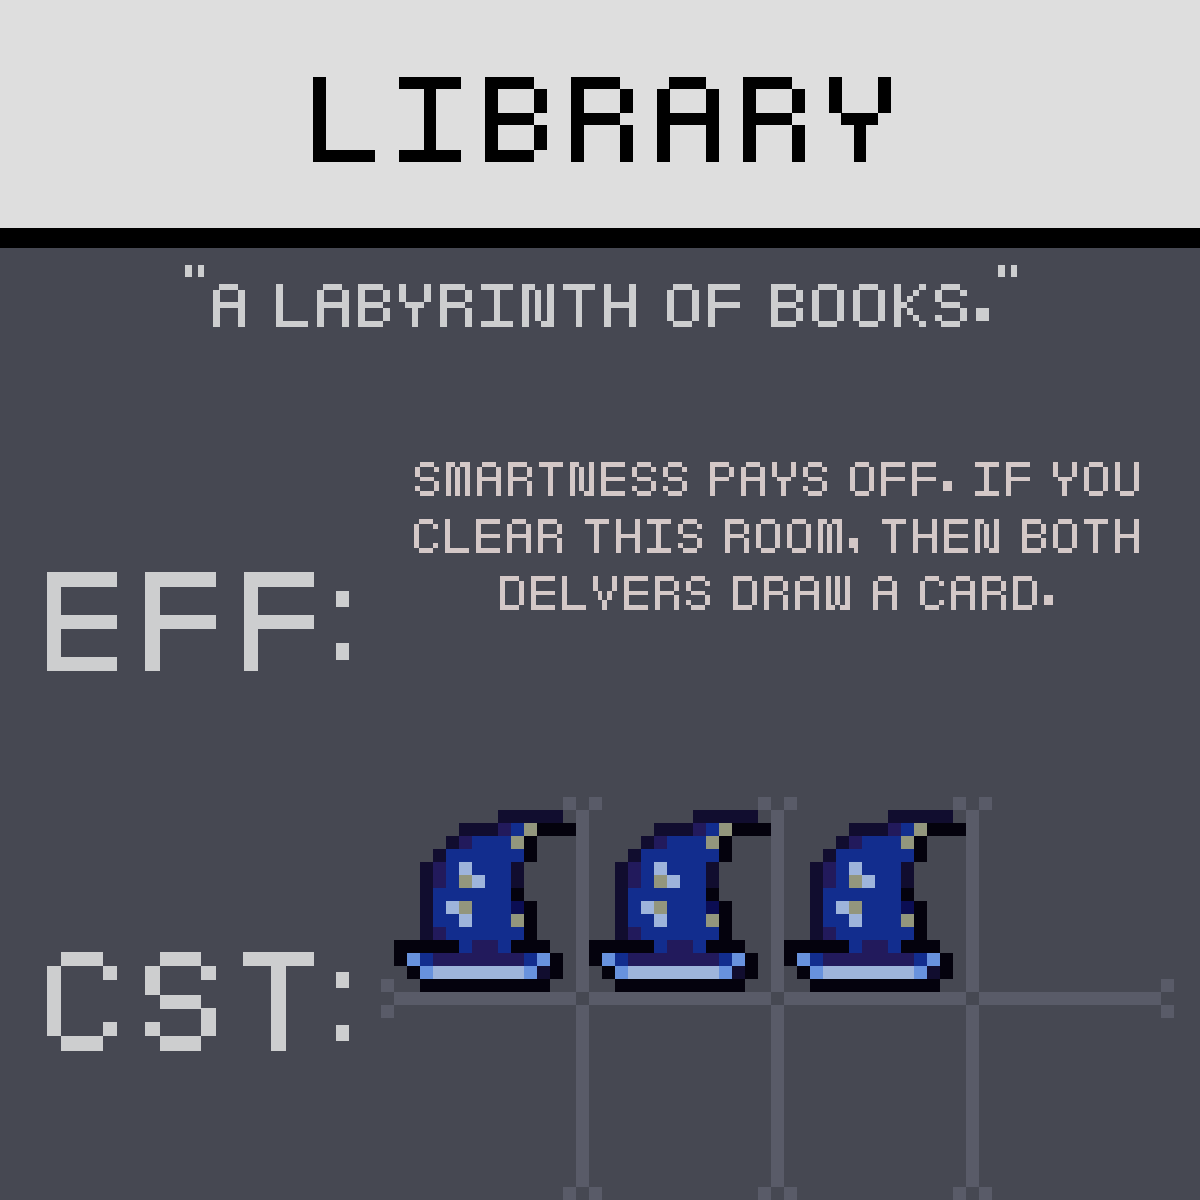 LIBRARY
"A LABYRINTH OF BOOKS."
SMARTNESS PAYS OFF. IF YOU
CLEAR THIS ROOM, THEN BOTH
DELVERS DRAW A CARD.
EFF:
CST: